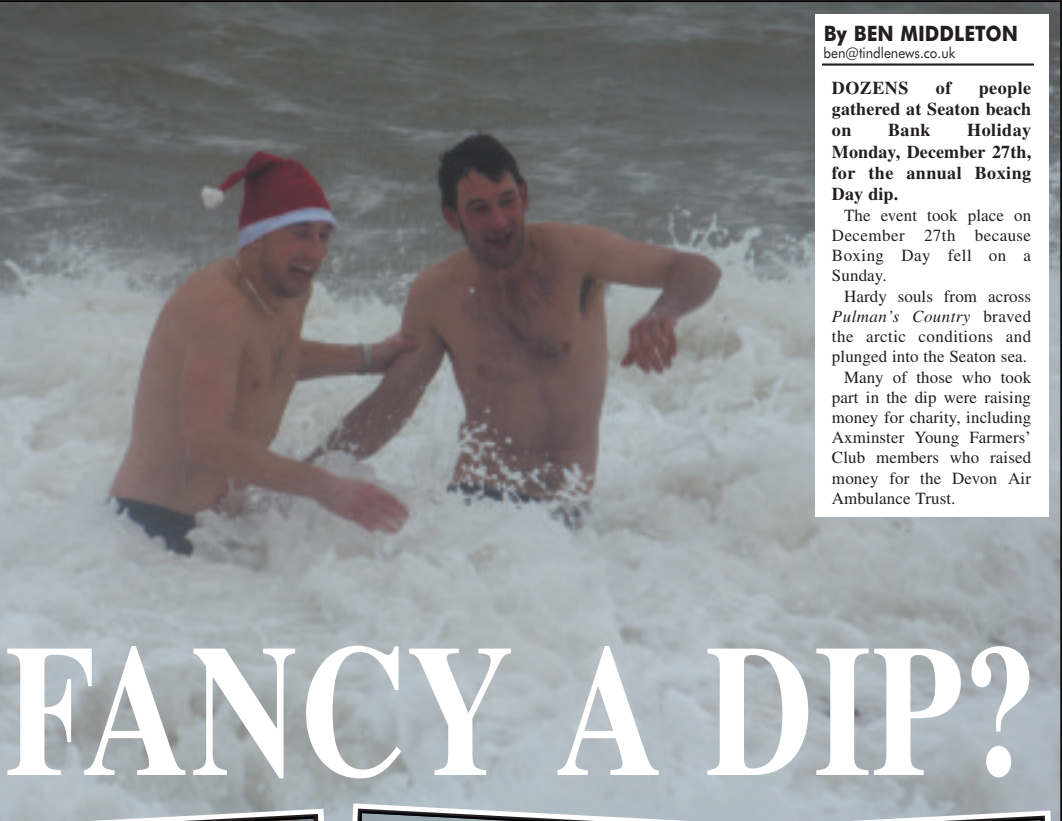 By BEN MIDDLETON
ben@tindlenews.co.uk
DOZENS of people
gathered at Seaton beach
on Bank Holiday
Monday, December 27th,
for the annual Boxing
Day dip.
The event took place on
December 27th because
Boxing Day fell on a
Sunday.
Hardy souls from across
Pulman's Country braved
the arctic conditions and
plunged into the Seaton sea.
Many of those who took
part in the dip were raising
money for charity, including
Axminster Young Farmers'
Club members who raised
money for the Devon Air
Ambulance Trust.
FANCY A DIP?